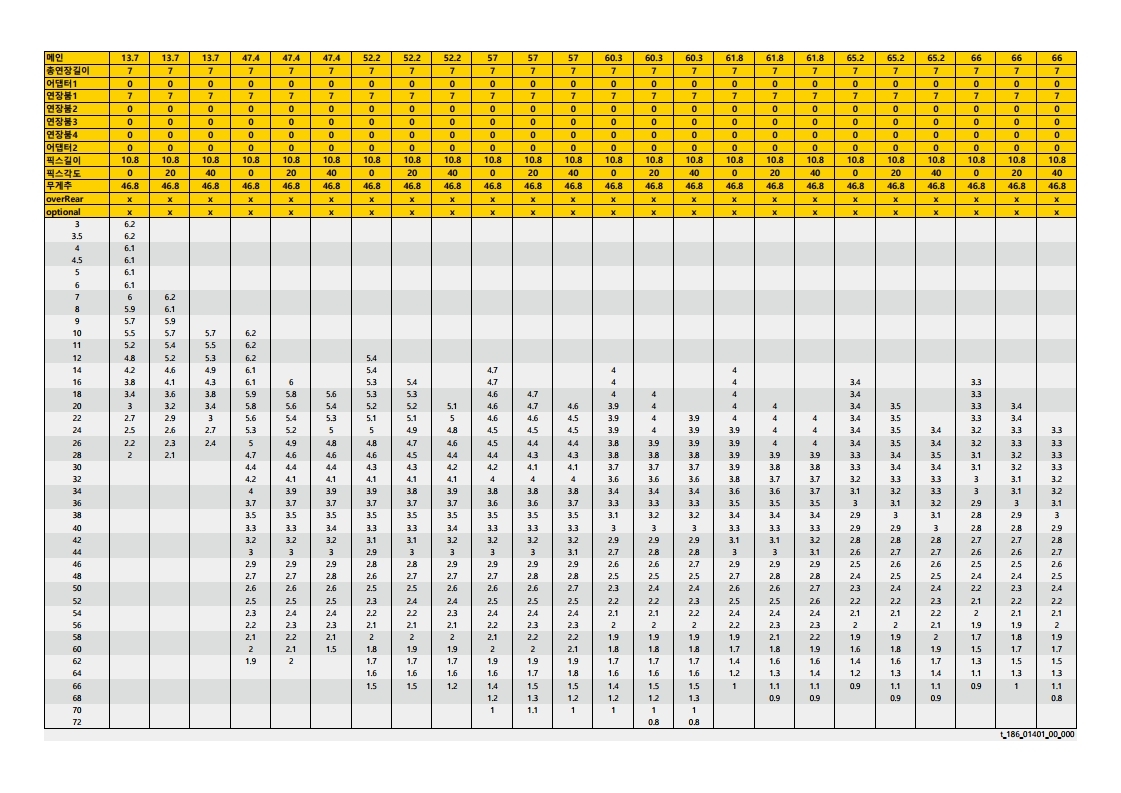 메인 13.7 13.7 13.7 47.4 47.4 47.4 52.2 52.2 52.2 57 57 57 60.3 60.3 60.3 61.8 61.8 61.8 65.2 65.2 65.2 66 66 66
총연장길이 7 7 7 7 7 7 7 7 7 7 7 7 7 7 7 7 7 7 7 7 7 7 7 7
어댑터1 0 0 0 0 0 0 0 0 0 0 0 0 0 0 0 0 0 0 0 0 0 0 0 0
연장붐1 7 7 7 7 7 7 7 7 7 7 7 7 7 7 7 7 7 7 7 7 7 7 7 7
연장붐2 0 0 0 0 0 0 0 0 0 0 0 0 0 0 0 0 0 0 0 0 0 0 0 0
연장붐3 0 0 0 0 0 0 0 0 0 0 0 0 0 0 0 0 0 0 0 0 0 0 0 0
연장붐4 0 0 0 0 0 0 0 0 0 0 0 0 0 0 0 0 0 0 0 0 0 0 0 0
어댑터2 0 0 0 0 0 0 0 0 0 0 0 0 0 0 0 0 0 0 0 0 0 0 0 0
픽스길이 10.8 10.8 10.8 10.8 10.8 10.8 10.8 10.8 10.8 10.8 10.8 10.8 10.8 10.8 10.8 10.8 10.8 10.8 10.8 10.8 10.8 10.8 10.8 10.8
픽스각도 0 20 40 0 20 40 0 20 40 0 20 40 0 20 40 0 20 40 0 20 40 0 20 40
무게추 46.8 46.8 46.8 46.8 46.8 46.8 46.8 46.8 46.8 46.8 46.8 46.8 46.8 46.8 46.8 46.8 46.8 46.8 46.8 46.8 46.8 46.8 46.8 46.8
overRear x x x x x x x x x x x x x x x x x x x x x x x x
optional x x x x x x x x x x x x x x x x x x x x x x x x
3 6.2
3.5 6.2
4 6.1
4.5 6.1
5 6.1
6 6.1
7 6 6.2
8 5.9 6.1
9 5.7 5.9
10 5.5 5.7 5.7 6.2
11 5.2 5.4 5.5 6.2
12 4.8 5.2 5.3 6.2 5.4
14 4.2 4.6 4.9 6.1 5.4 4.7 4 4
16 3.8 4.1 4.3 6.1 6 5.3 5.4 4.7 4 4 3.4 3.3
18 3.4 3.6 3.8 5.9 5.8 5.6 5.3 5.3 4.6 4.7 4 4 4 3.4 3.3
20 3 3.2 3.4 5.8 5.6 5.4 5.2 5.2 5.1 4.6 4.7 4.6 3.9 4 4 4 3.4 3.5 3.3 3.4
22 2.7 2.9 3 5.6 5.4 5.3 5.1 5.1 5 4.6 4.6 4.5 3.9 4 3.9 4 4 4 3.4 3.5 3.3 3.4
24 2.5 2.6 2.7 5.3 5.2 5 5 4.9 4.8 4.5 4.5 4.5 3.9 4 3.9 3.9 4 4 3.4 3.5 3.4 3.2 3.3 3.3
26 2.2 2.3 2.4 5 4.9 4.8 4.8 4.7 4.6 4.5 4.4 4.4 3.8 3.9 3.9 3.9 4 4 3.4 3.5 3.4 3.2 3.3 3.3
28 2 2.1 4.7 4.6 4.6 4.5 4.4 4.4 4.3 4.3 3.8 3.8 3.8 3.9 3.9 3.9 3.3 3.4 3.5 3.1 3.2 3.3
30 4.4 4.4 4.4 4.3 4.3 4.2 4.2 4.1 4.1 3.7 3.7 3.7 3.9 3.8 3.8 3.3 3.4 3.4 3.1 3.2 3.3
32 4.2 4.1 4.1 4.1 4.1 4.1 4 4 4 3.6 3.6 3.6 3.8 3.7 3.7 3.2 3.3 3.3 3 3.1 3.2
34 4 3.9 3.9 3.9 3.8 3.9 3.8 3.8 3.8 3.4 3.4 3.4 3.6 3.6 3.7 3.1 3.2 3.3 3 3.1 3.2
36 3.7 3.7 3.7 3.7 3.7 3.7 3.6 3.6 3.7 3.3 3.3 3.3 3.5 3.5 3.5 3 3.1 3.2 2.9 3 3.1
38 3.5 3.5 3.5 3.5 3.5 3.5 3.5 3.5 3.5 3.1 3.2 3.2 3.4 3.4 3.4 2.9 3 3.1 2.8 2.9 3
40 3.3 3.3 3.4 3.3 3.3 3.4 3.3 3.3 3.3 3 3 3 3.3 3.3 3.3 2.9 2.9 3 2.8 2.8 2.9
42 3.2 3.2 3.2 3.1 3.1 3.2 3.2 3.2 3.2 2.9 2.9 2.9 3.1 3.1 3.2 2.8 2.8 2.8 2.7 2.7 2.8
44 3 3 3 2.9 3 3 3 3 3.1 2.7 2.8 2.8 3 3 3.1 2.6 2.7 2.7 2.6 2.6 2.7
46 2.9 2.9 2.9 2.8 2.8 2.9 2.9 2.9 2.9 2.6 2.6 2.7 2.9 2.9 2.9 2.5 2.6 2.6 2.5 2.5 2.6
48 2.7 2.7 2.8 2.6 2.7 2.7 2.7 2.8 2.8 2.5 2.5 2.5 2.7 2.8 2.8 2.4 2.5 2.5 2.4 2.4 2.5
50 2.6 2.6 2.6 2.5 2.5 2.6 2.6 2.6 2.7 2.3 2.4 2.4 2.6 2.6 2.7 2.3 2.3 2.4 2.2 2.3 2.4
52 2.5 2.5 2.5 2.3 2.4 2.4 2.5 2.5 2.5 2.2 2.2 2.3 2.5 2.5 2.6 2.2 2.2 2.3 2.1 2.2 2.2
54 2.3 2.4 2.4 2.2 2.2 2.3 2.3 2.4 2.4 2.1 2.1 2.2 2.4 2.4 2.4 2.1 2.1 2.2 2 2.1 2.1
56 2.2 2.3 2.3 2.1 2.1 2.1 2.2 2.2 2.3 2 2 2 2.2 2.3 2.3 2 2 2.1 1.9 1.9 2
58 2.1 2.2 2.1 2 2 2 2.1 2.2 2.2 1.9 1.9 1.9 1.9 2.1 2.2 1.9 1.9 2 1.7 1.8 1.9
60 2 2.1 1.5 1.8 1.9 1.9 2 2 2.1 1.8 1.8 1.8 1.7 1.8 1.9 1.6 1.8 1.9 1.5 1.7 1.7
62 1.9 2 1.7 1.7 1.7 1.9 1.9 1.9 1.7 1.7 1.7 1.4 1.6 1.6 1.4 1.6 1.7 1.3 1.5 1.5
64 1.6 1.6 1.6 1.6 1.7 1.8 1.6 1.6 1.6 1.2 1.3 1.4 1.2 1.3 1.4 1.1 1.3 1.3
66 1.5 1.5 1.2 1.4 1.5 1.5 1.4 1.5 1.5 1 1.1 1.1 0.9 1.1 1.1 0.9 1 1.1
68 1.2 1.3 1.2 1.2 1.2 1.3 0.9 0.9 0.9 0.9 0.8
70 1 1.1 1 1 1 1
72 0.8 0.8
t_186_01401_00_000